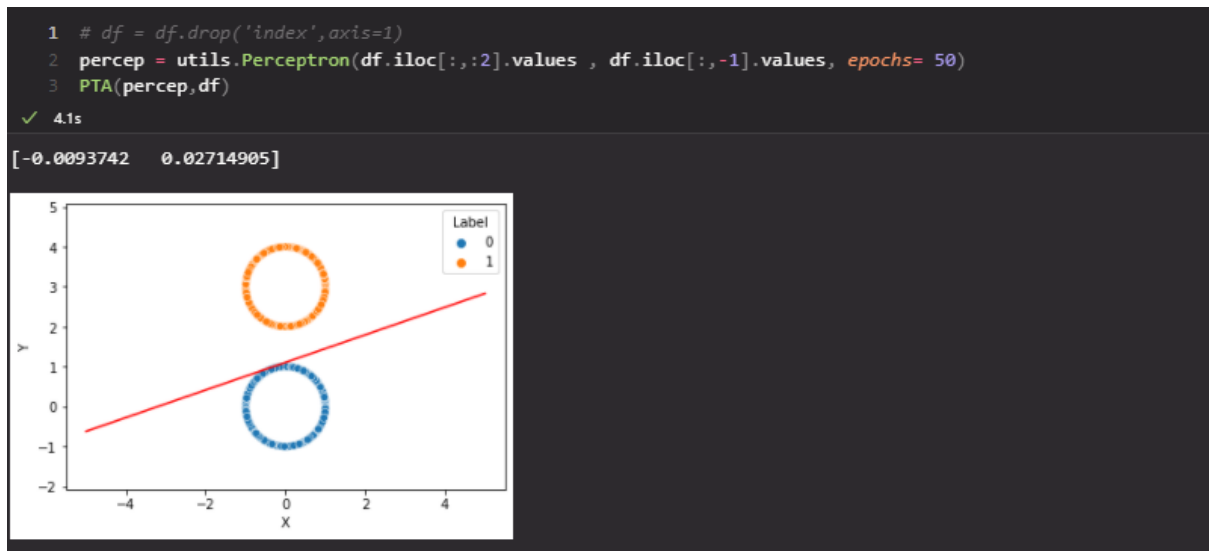 1 # df = df.drop('index',axis=1)
2 percep = utils.Perceptron(df.iloc[:,:2].values , df.iloc[:,-1].values, epochs= 50)
3 PTA(percep,df)
✓ 4.1s
[-0.0093742   0.02714905]
5
Label
0
1
4
3
2
1
0
−1
−2
Y
−4 −2 0 2 4
X